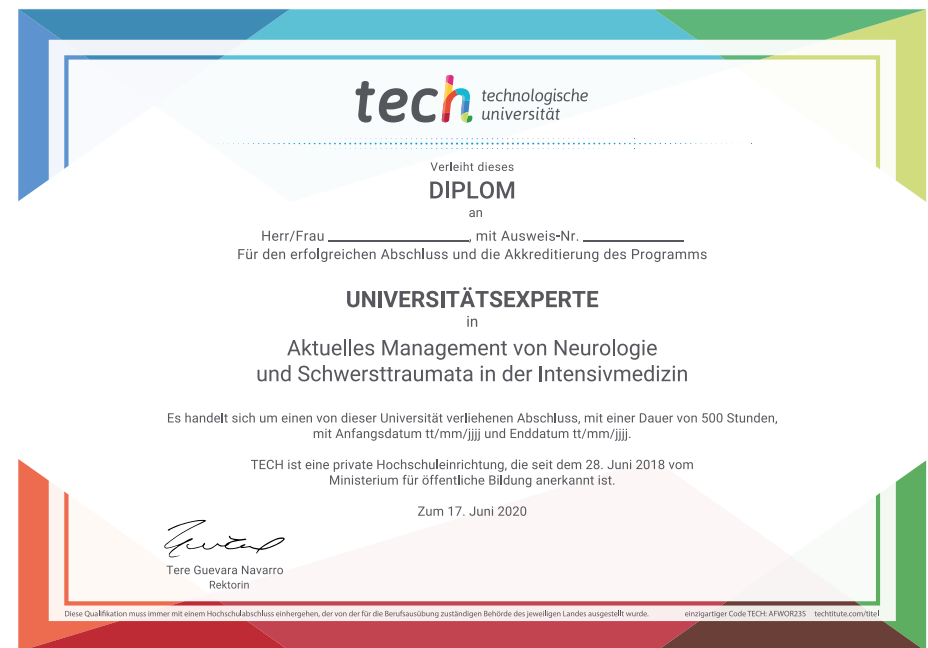 tech technologische
universität
Verleiht dieses
DIPLOM
an
Herr/Frau ____________________, mit Ausweis-Nr. ______________
Für den erfolgreichen Abschluss und die Akkreditierung des Programms
UNIVERSITÄTSEXPERTE
in
Aktuelles Management von Neurologie
und Schwersttraumata in der Intensivmedizin
Es handelt sich um einen von dieser Universität verliehenen Abschluss, mit einer Dauer von 500 Stunden,
mit Anfangsdatum tt/mm/jjjj und Enddatum tt/mm/jjjj.
TECH ist eine private Hochschuleinrichtung, die seit dem 28. Juni 2018 vom
Ministerium für öffentliche Bildung anerkannt ist.
Zum 17. Juni 2020
Tere Guevara Navarro
Rektorin
Diese Qualifikation muss immer mit einem Hochschulabschluss einhergehen, der von der für die Berufsausübung zuständigen Behörde des jeweiligen Landes ausgestellt wurde. einzigartiger Code TECH: AFWOR23S techtitute.com/titel